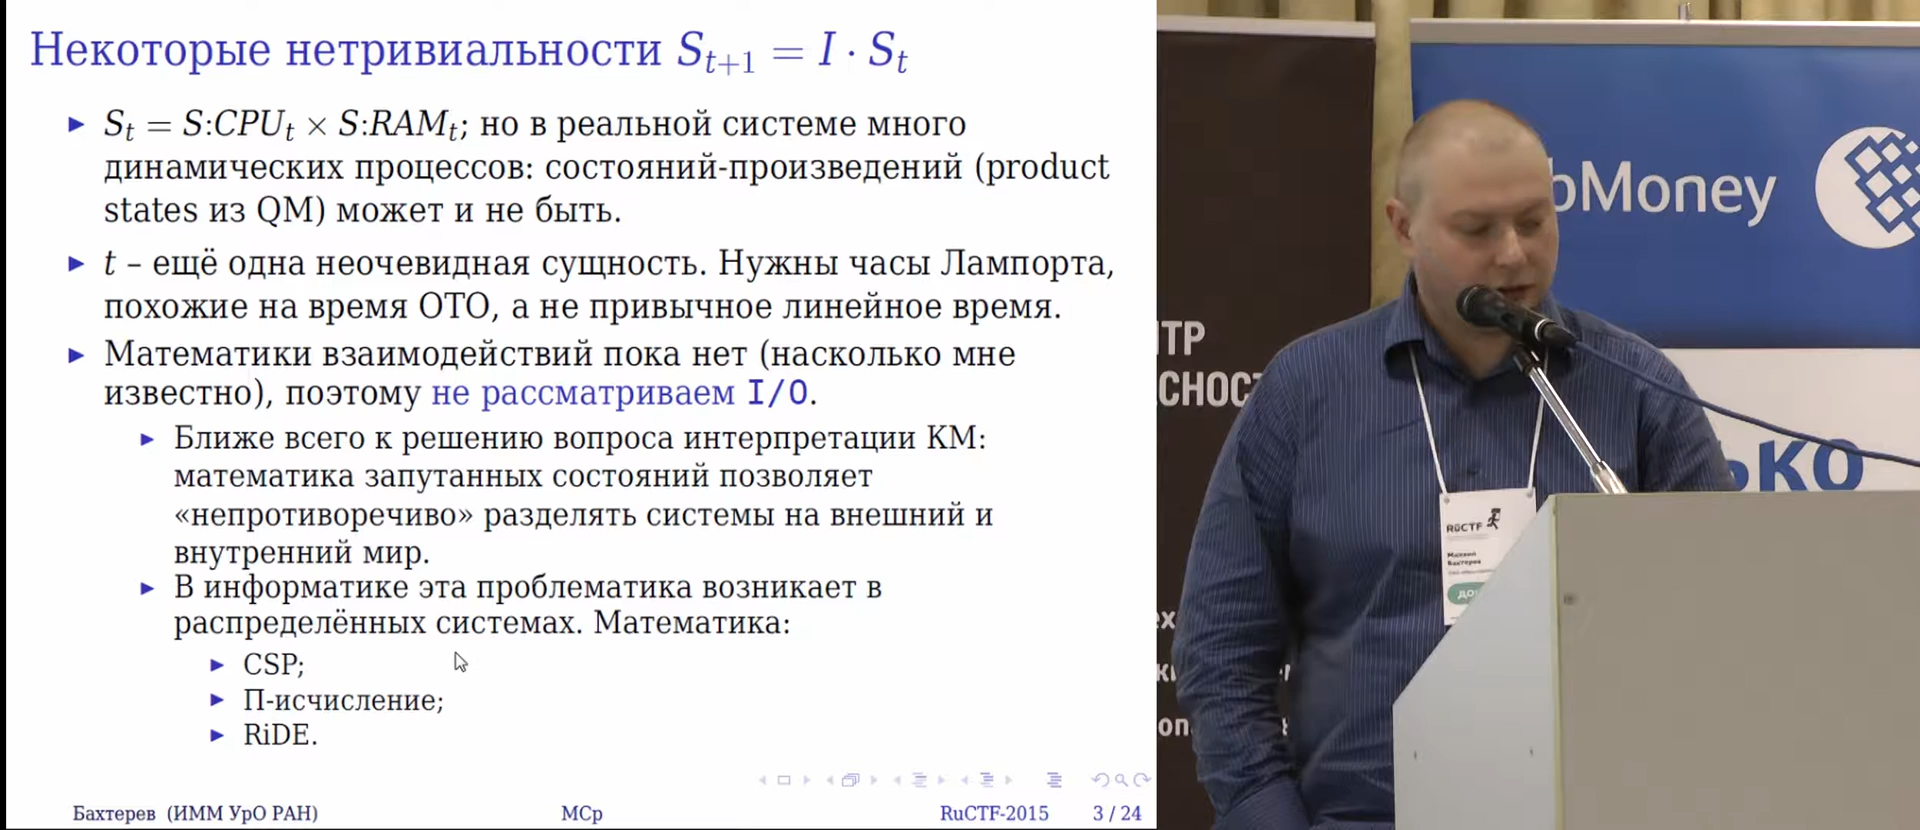 Некоторые нетривиальности S_{t+1} = I · S_t
▶ S_t = S:CPU_t × S:RAM_t; но в реальной системе много
динамических процессов: состояний-произведений (product
states из QM) может и не быть.
▶ t – ещё одна неочевидная сущность. Нужны часы Лампорта,
похожие на время ОТО, а не привычное линейное время.
▶ Математики взаимодействий пока нет (насколько мне
известно), поэтому не рассматриваем I/O.
▶ Ближе всего к решению вопроса интерпретации КМ:
математика запутанных состояний позволяет
«непротиворечиво» разделять системы на внешний и
внутренний мир.
▶ В информатике эта проблематика возникает в
распределённых системах. Математика:
▶ CSP;
▶ П-исчисление;
▶ RiDE.
Бахтерев (ИММ УрО РАН) МСр RuCTF-2015 3 / 24
bMoney
ТР
СНОС
ько
RUCTF
Михаил
Бахтерев